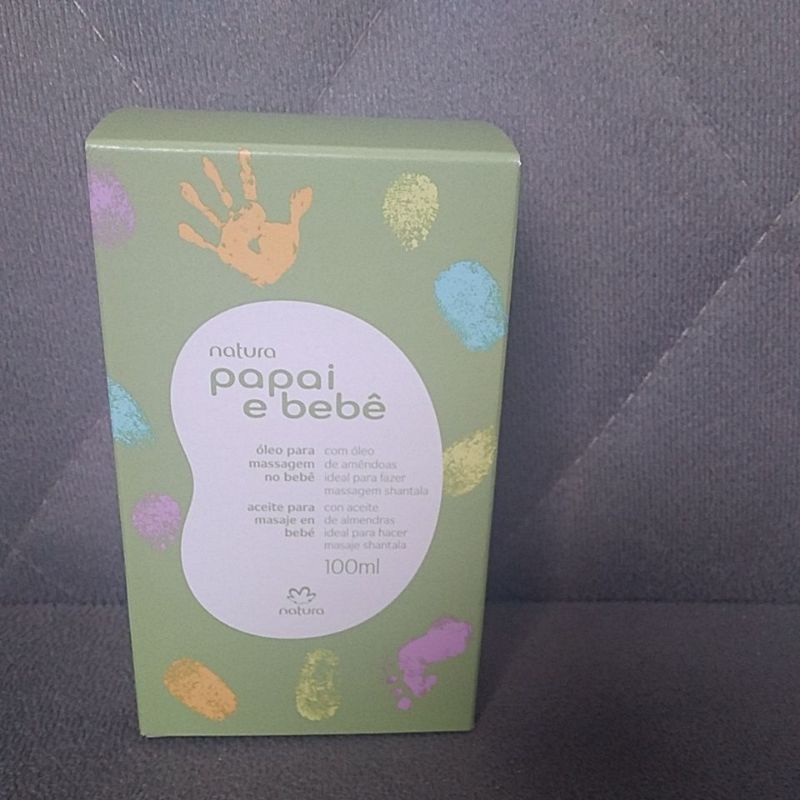 natura
papai
e bebê
óleo para
massagem
no bebê
com óleo
de amêndoas
ideal para fazer
massagem shantala
aceite para
masaje en
bebé
con aceite
de almendras
ideal para hacer
masaje shantala
100ml
natura